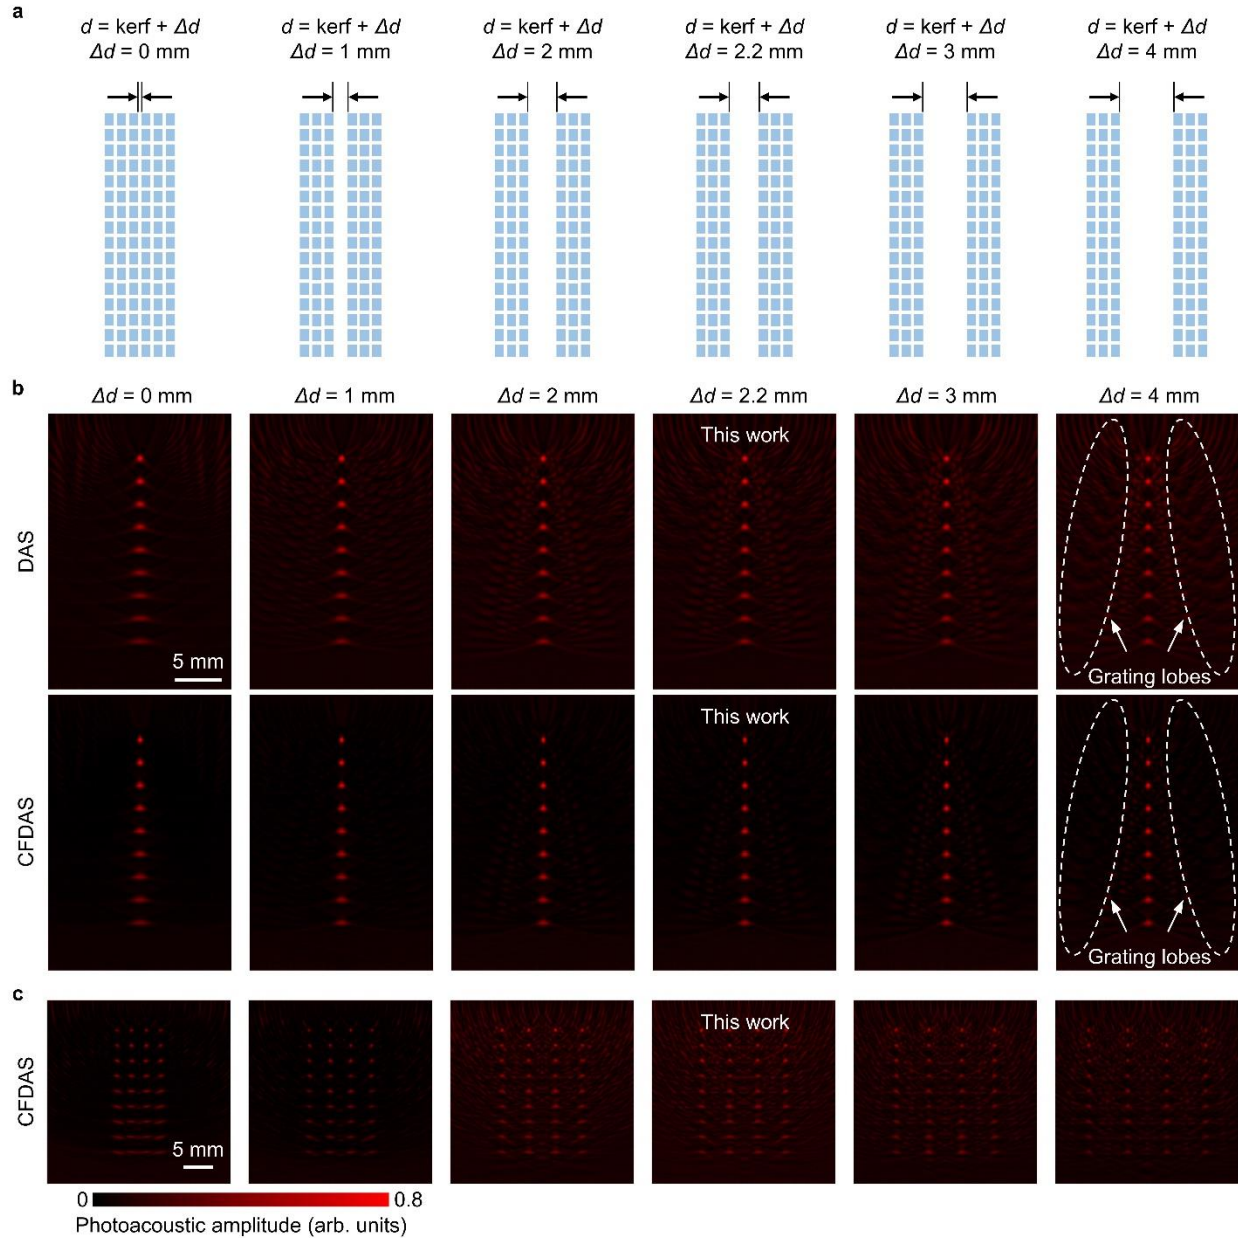 a
d = kerf + Δd
Δd = 0 mm
d = kerf + Δd
Δd = 1 mm
d = kerf + Δd
Δd = 2 mm
d = kerf + Δd
Δd = 2.2 mm
d = kerf + Δd
Δd = 3 mm
d = kerf + Δd
Δd = 4 mm
b
Δd = 0 mm
Δd = 1 mm
Δd = 2 mm
Δd = 2.2 mm
Δd = 3 mm
Δd = 4 mm
DAS
This work
5 mm
Grating lobes
CFDAS
This work
Grating lobes
c
CFDAS
This work
5 mm
0
0.8
Photoacoustic amplitude (arb. units)